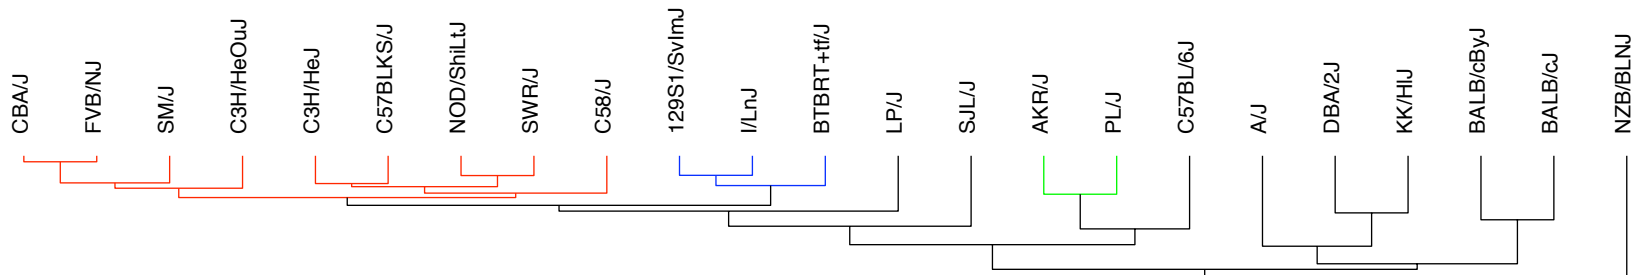 CBA/J
FVB/NJ
SM/J
C3H/HeOuJ
C3H/HeJ
C57BLKS/J
NOD/ShiLtJ
SWR/J
C58/J
129S1/SvImJ
I/LnJ
BTBRT+tf/J
LP/J
SJL/J
AKR/J
PL/J
C57BL/6J
A/J
DBA/2J
KK/HlJ
BALB/cByJ
BALB/cJ
NZB/BLNJ